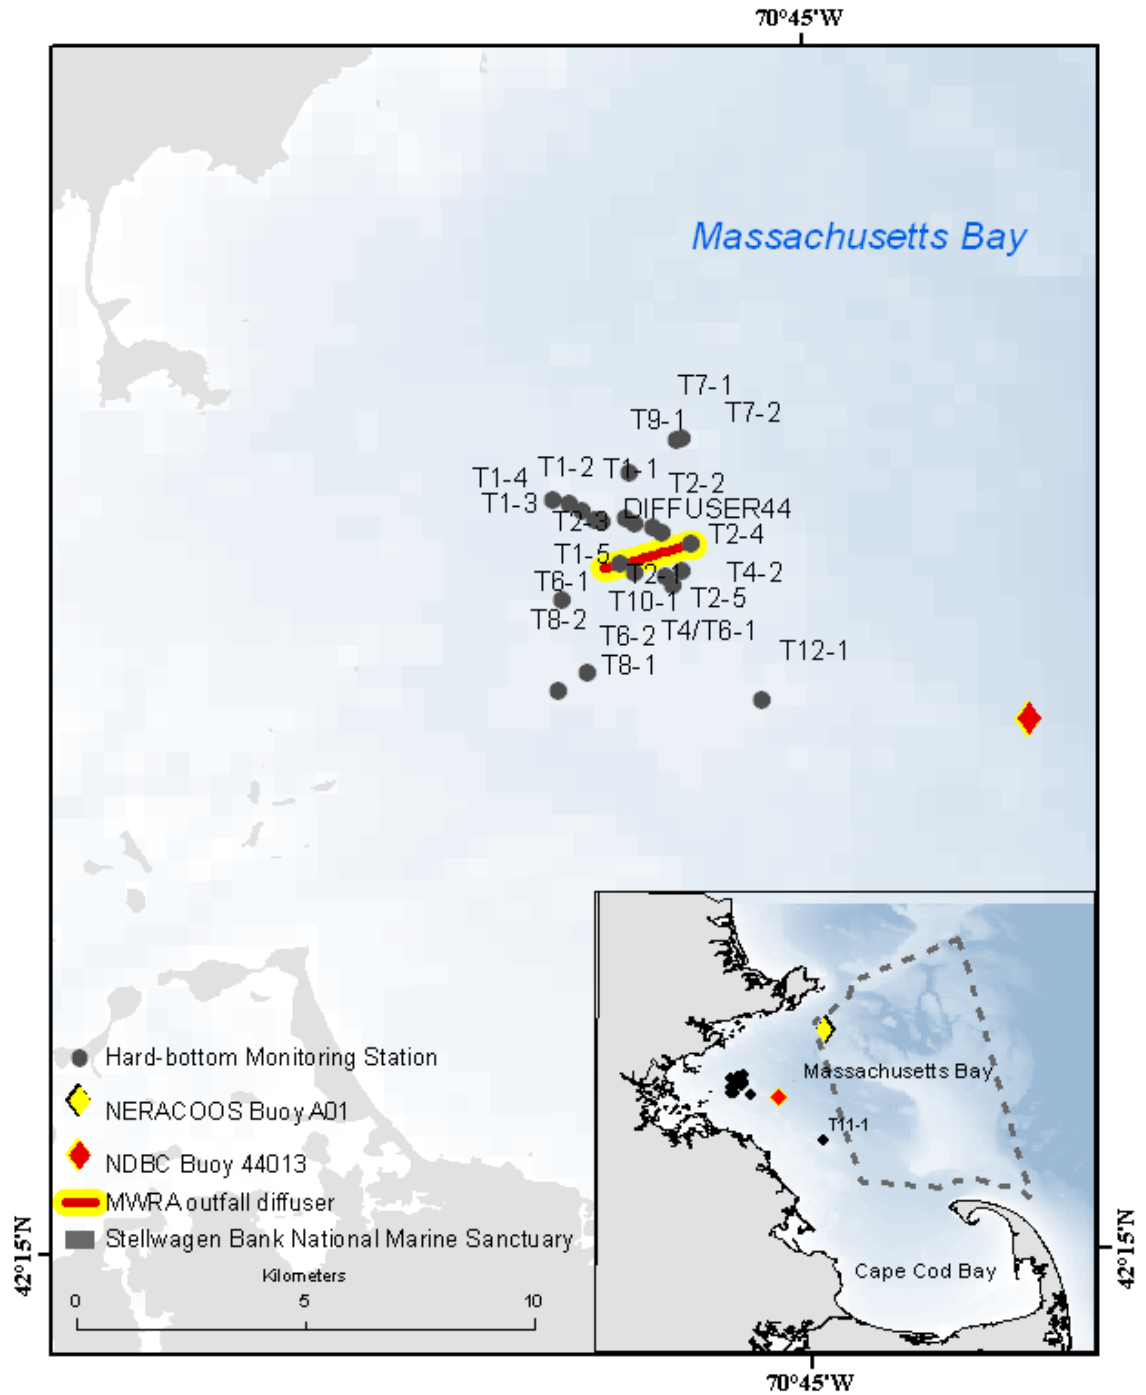 70°45'W
Massachusetts Bay
T7-1
T7-2
T9-1
T1-2
T1-1
T1-4
T2-2
T1-3
DIFFUSER44
T2-3
T2-4
T1-5
T4-2
T2-1
T6-1
T10-1
T2-5
T8-2
T6-2
T4/T6-1
T12-1
T8-1
Hard-bottom Monitoring Station
NERACOOS Buoy A01
NDBC Buoy 44013
MWRA outfall diffuser
Stellwagen Bank National Marine Sanctuary
Kilometers
0 5 10
Massachusetts Bay
T11-1
Cape Cod Bay
42°15'N
42°15'N
70°45'W